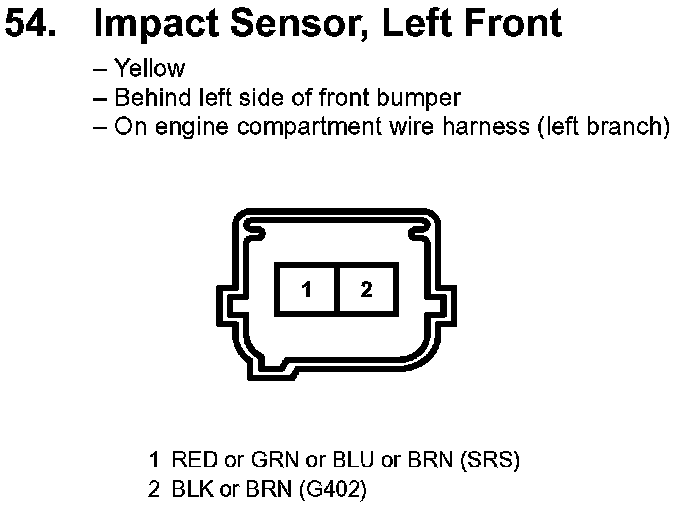 54. Impact Sensor, Left Front
– Yellow
– Behind left side of front bumper
– On engine compartment wire harness (left branch)
1 2
1 RED or GRN or BLU or BRN (SRS)
2 BLK or BRN (G402)